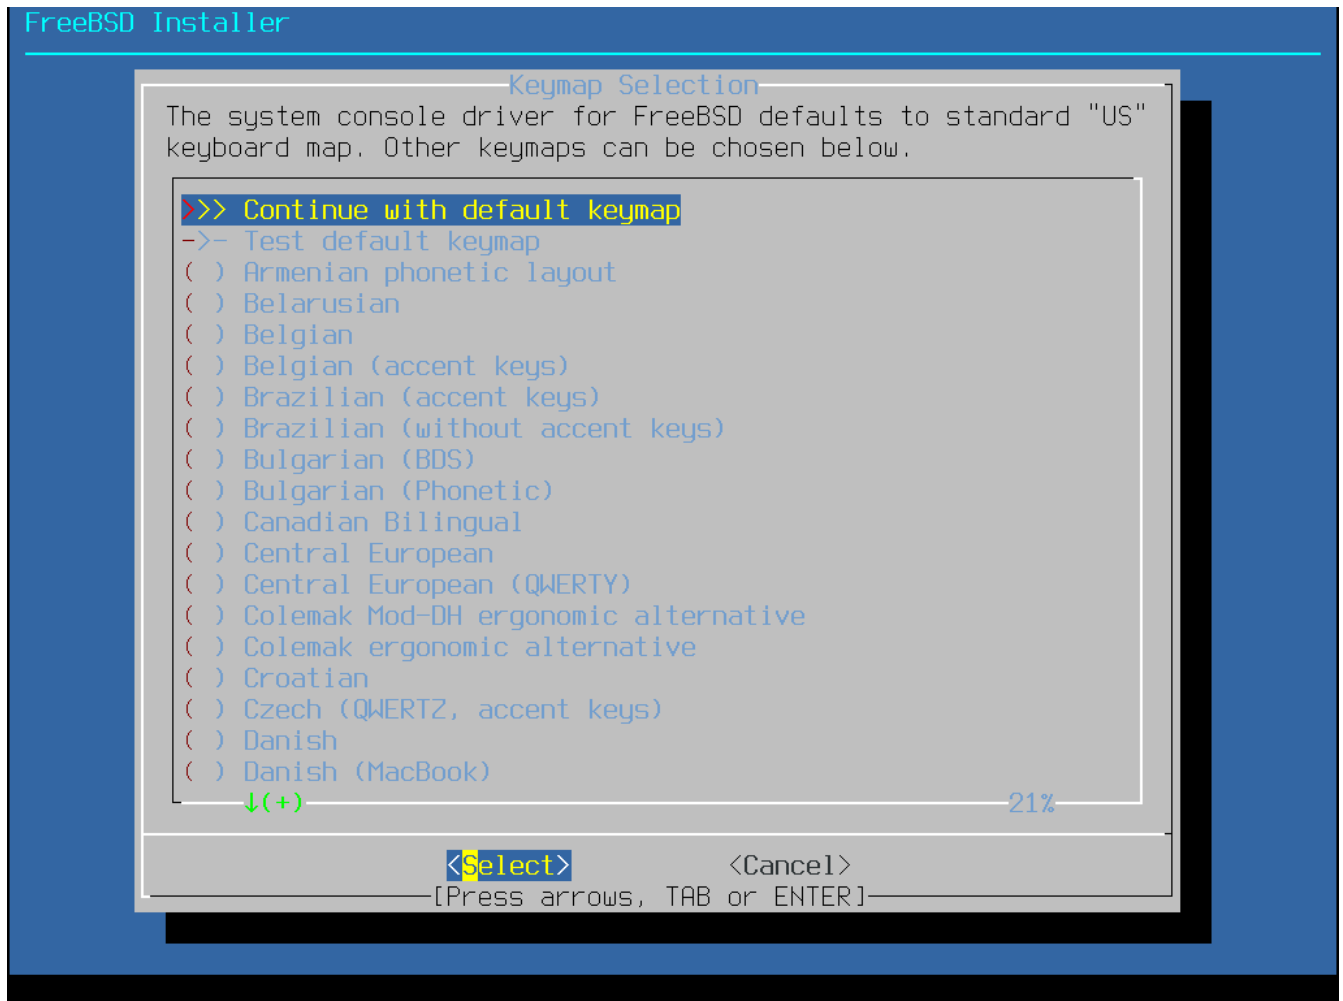 FreeBSD Installer
Keymap Selection
The system console driver for FreeBSD defaults to standard "US"
keyboard map. Other keymaps can be chosen below.
>>> Continue with default keymap
->- Test default keymap
( ) Armenian phonetic layout
( ) Belarusian
( ) Belgian
( ) Belgian (accent keys)
( ) Brazilian (accent keys)
( ) Brazilian (without accent keys)
( ) Bulgarian (BDS)
( ) Bulgarian (Phonetic)
( ) Canadian Bilingual
( ) Central European
( ) Central European (QWERTY)
( ) Colemak Mod-DH ergonomic alternative
( ) Colemak ergonomic alternative
( ) Croatian
( ) Czech (QWERTZ, accent keys)
( ) Danish
( ) Danish (MacBook)
↓(+) 21%
<Select> <Cancel>
[Press arrows, TAB or ENTER]